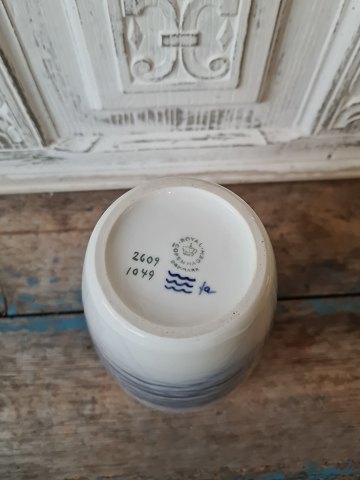 ROYAL
COPENHAGEN
DENMARK
2609
1049